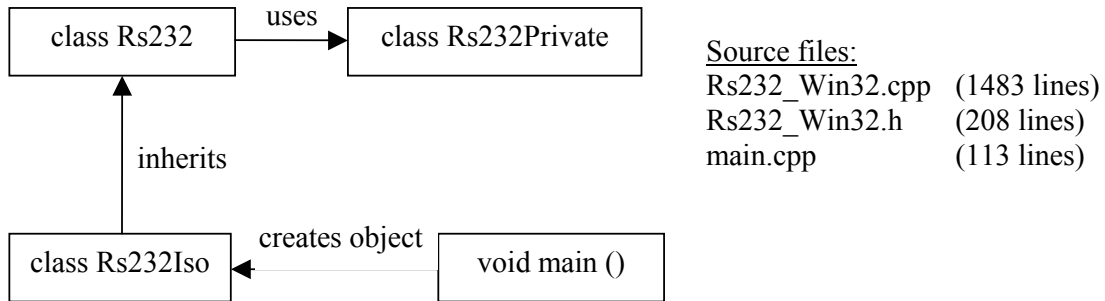 uses
class Rs232
class Rs232Private
Source files:
Rs232_Win32.cpp (1483 lines)
Rs232_Win32.h (208 lines)
main.cpp (113 lines)
inherits
creates object
class Rs232Iso
void main ()